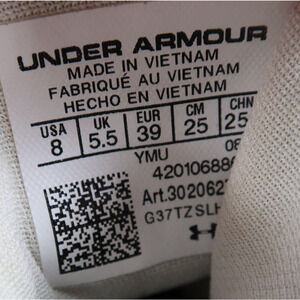 UNDER ARMOUR
MADE IN VIETNAM
FABRIQUÉ AU VIETNAM
HECHO EN VIETNAM
USA UK EUR CM CHN
8 5.5 39 25 25
YMU
Art.